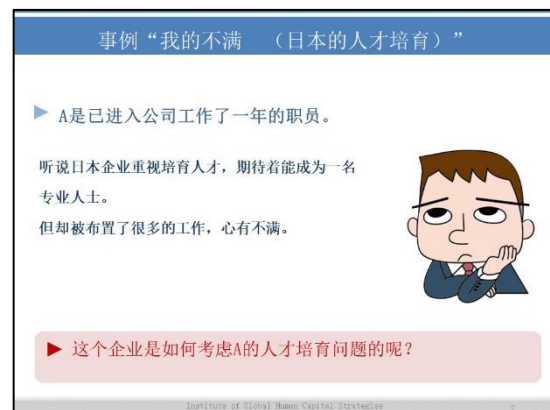 事例“我的不满　（日本的人才培育）”
A是已进入公司工作了一年的职员。
听说日本企业重视培育人才，期待着能成为一名
专业人士。
但却被布置了很多的工作，心有不满。
这个企业是如何考虑A的人才培育问题的呢？
Institute of Global Human Capital Strategies